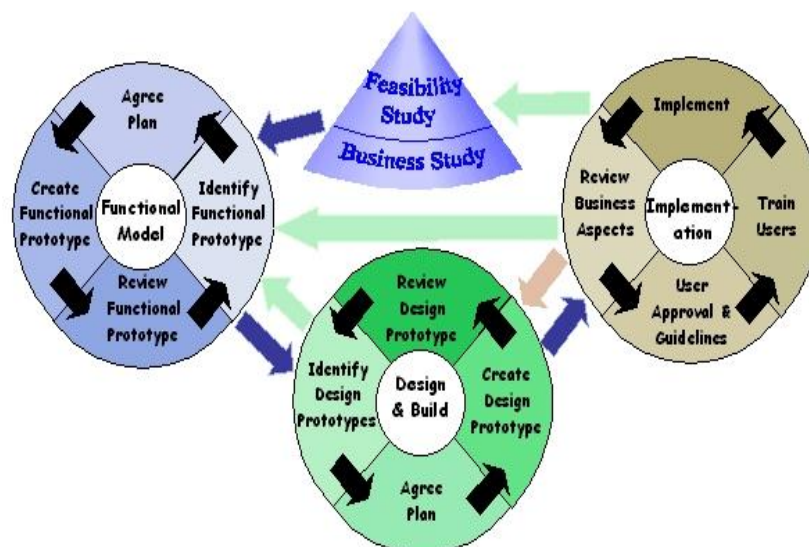 Feasibility
Study
Business Study
Agree
Plan
Create
Functional
Prototype
Functional
Model
Identify
Functional
Prototype
Review
Functional
Prototype
Review
Design
Prototype
Identify
Design
Prototypes
Design
& Build
Create
Design
Prototype
Agree
Plan
Implement
Review
Business
Aspects
Implement-
ation
Train
Users
User
Approval &
Guidelines